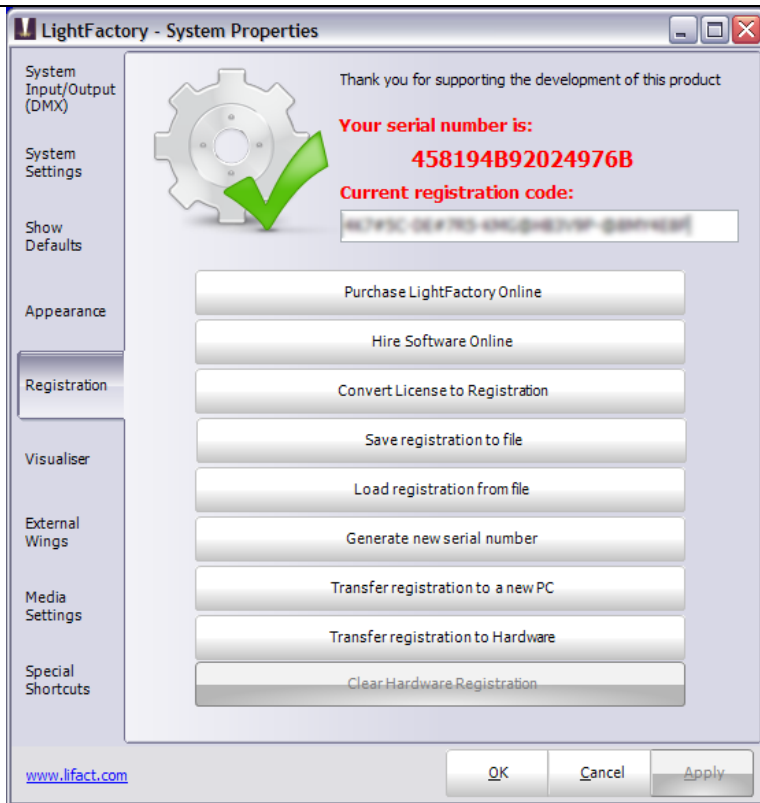 LightFactory - System Properties
System
Input/Output
(DMX)
System
Settings
Show
Defaults
Appearance
Registration
Visualiser
External
Wings
Media
Settings
Special
Shortcuts
Thank you for supporting the development of this product
Your serial number is:
458194B92024976B
Current registration code:
Purchase LightFactory Online
Hire Software Online
Convert License to Registration
Save registration to file
Load registration from file
Generate new serial number
Transfer registration to a new PC
Transfer registration to Hardware
Clear Hardware Registration
www.lifact.com
OK
Cancel
Apply